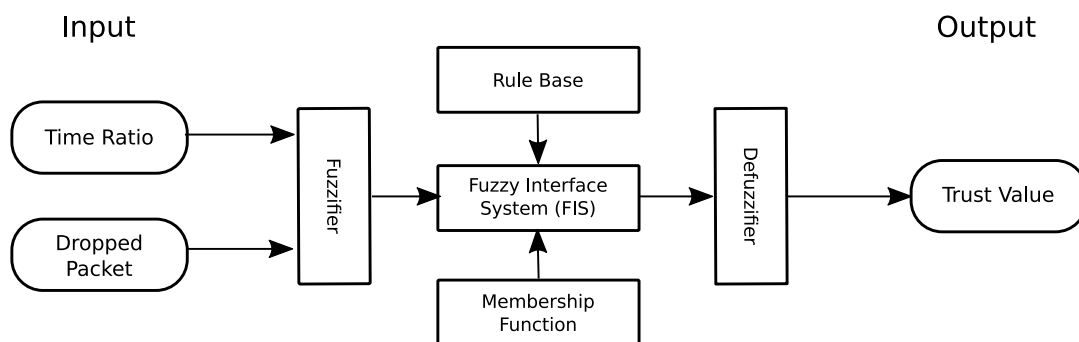 Input
Output
Rule Base
Time Ratio
Fuzzifier
Fuzzy Interface
System (FIS)
Defuzzifier
Trust Value
Dropped
Packet
Membership
Function